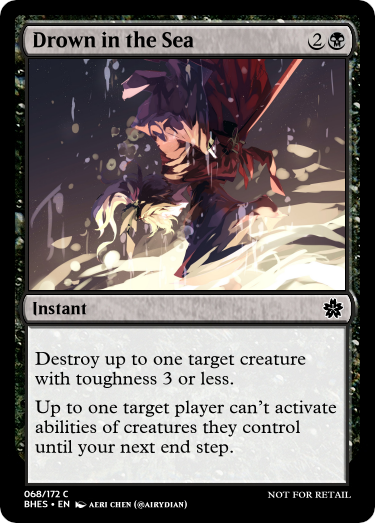 Drown in the Sea 2
Instant
Destroy up to one target creature
with toughness 3 or less.
Up to one target player can't activate
abilities of creatures they control
until your next end step.
068/172 C
NOT FOR RETAIL
BHES • EN AERI CHEN (@AIRYDIAN)